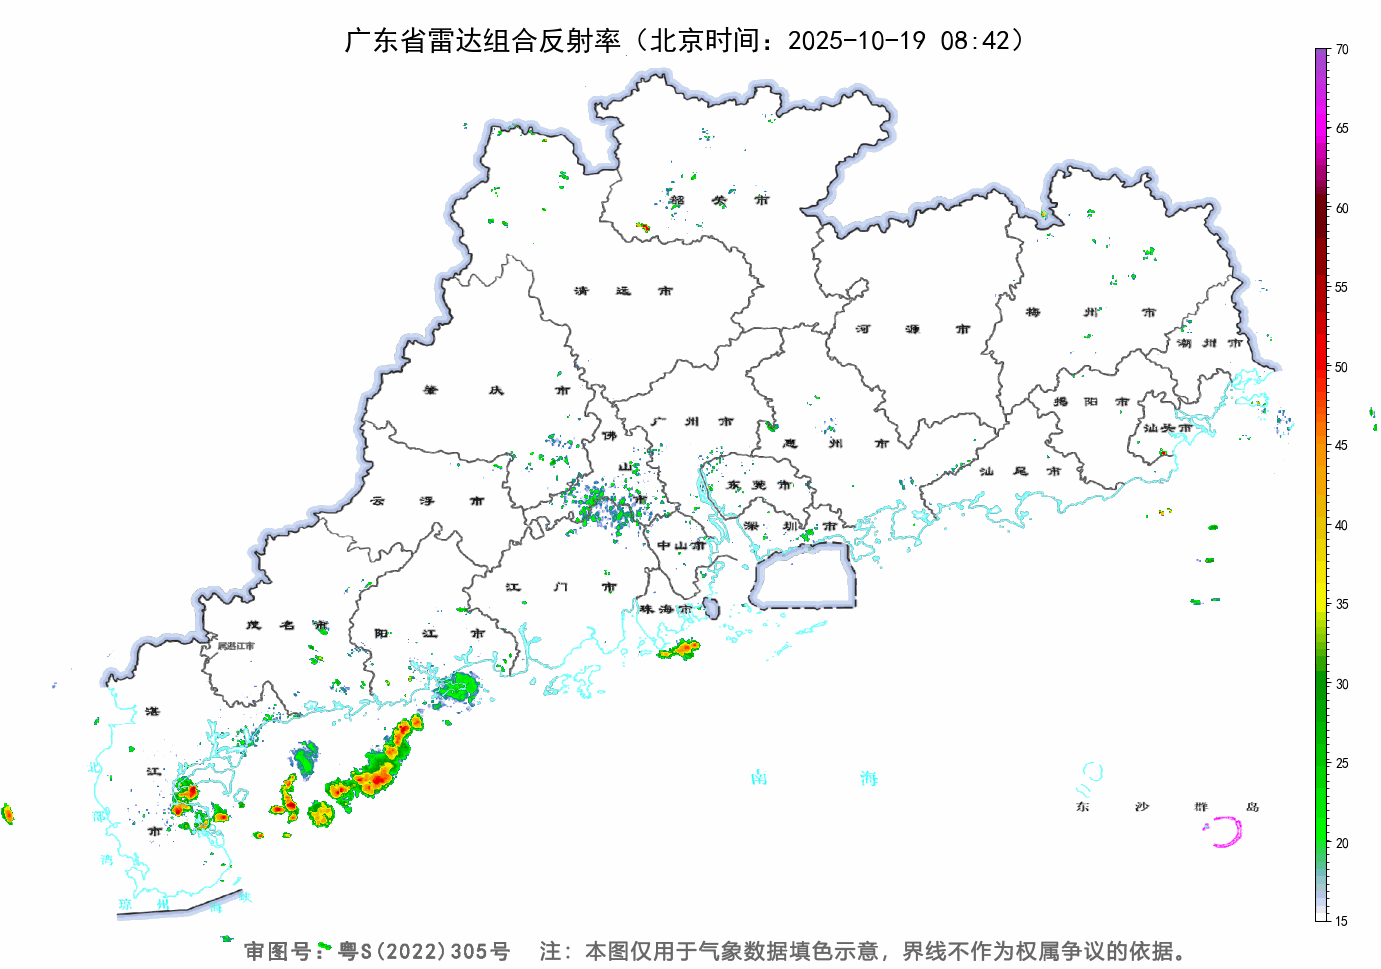 广东省雷达组合反射率（北京时间：2025-10-19 08:42）
70
65
60
55
50
45
40
35
30
25
20
15
韶关市
清远市
河源市
梅州市
潮州市
肇庆市
广州市
佛山市
惠州市
揭阳市
汕头市
汕尾市
云浮市
东莞市
深圳市
中山市
江门市
珠海市
茂名市
阳江市
属湛江市
湛江市
北部湾
琼州海峡
南海
东沙群岛
审图号：粤S(2022)305号 注：本图仅用于气象数据填色示意，界线不作为权属争议的依据。